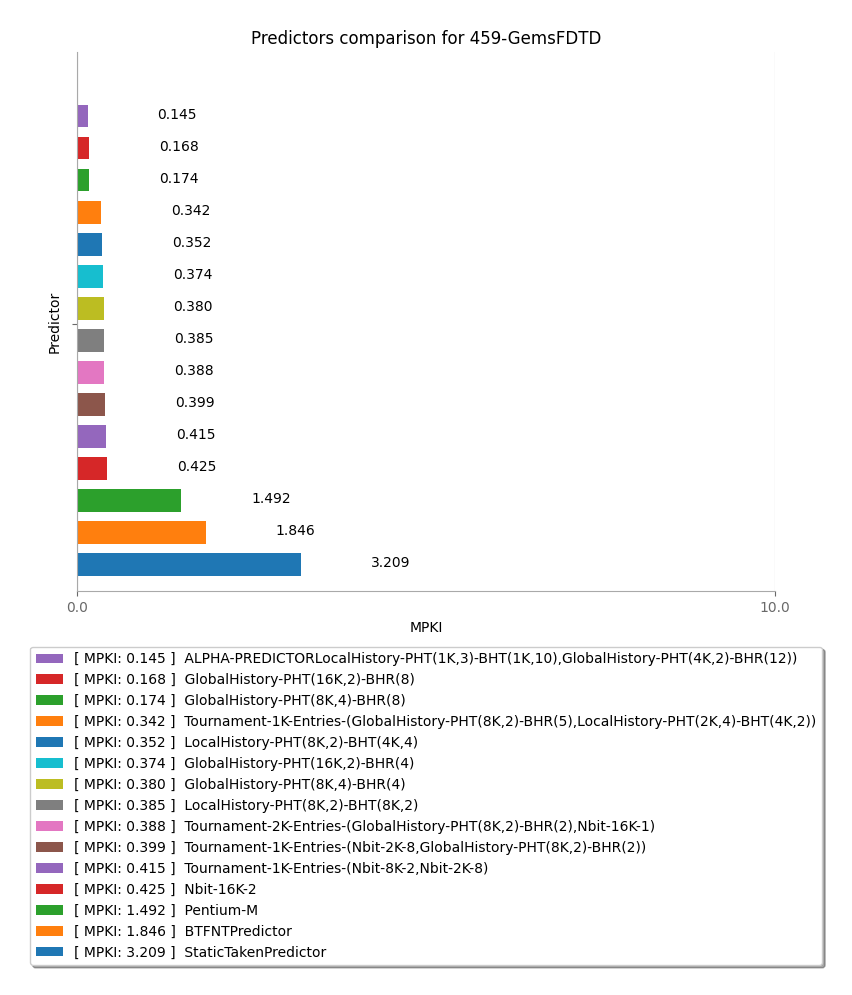 Predictors comparison for 459-GemsFDTD
0.145
0.168
0.174
0.342
0.352
0.374
0.380
0.385
0.388
0.399
0.415
0.425
1.492
1.846
3.209
Predictor
0.0
10.0
MPKI
[ MPKI: 0.145 ] ALPHA-PREDICTORLocalHistory-PHT(1K,3)-BHT(1K,10),GlobalHistory-PHT(4K,2)-BHR(12))
[ MPKI: 0.168 ] GlobalHistory-PHT(16K,2)-BHR(8)
[ MPKI: 0.174 ] GlobalHistory-PHT(8K,4)-BHR(8)
[ MPKI: 0.342 ] Tournament-1K-Entries-(GlobalHistory-PHT(8K,2)-BHR(5),LocalHistory-PHT(2K,4)-BHT(4K,2))
[ MPKI: 0.352 ] LocalHistory-PHT(8K,2)-BHT(4K,4)
[ MPKI: 0.374 ] GlobalHistory-PHT(16K,2)-BHR(4)
[ MPKI: 0.380 ] GlobalHistory-PHT(8K,4)-BHR(4)
[ MPKI: 0.385 ] LocalHistory-PHT(8K,2)-BHT(8K,2)
[ MPKI: 0.388 ] Tournament-2K-Entries-(GlobalHistory-PHT(8K,2)-BHR(2),Nbit-16K-1)
[ MPKI: 0.399 ] Tournament-1K-Entries-(Nbit-2K-8,GlobalHistory-PHT(8K,2)-BHR(2))
[ MPKI: 0.415 ] Tournament-1K-Entries-(Nbit-8K-2,Nbit-2K-8)
[ MPKI: 0.425 ] Nbit-16K-2
[ MPKI: 1.492 ] Pentium-M
[ MPKI: 1.846 ] BTFNTPredictor
[ MPKI: 3.209 ] StaticTakenPredictor